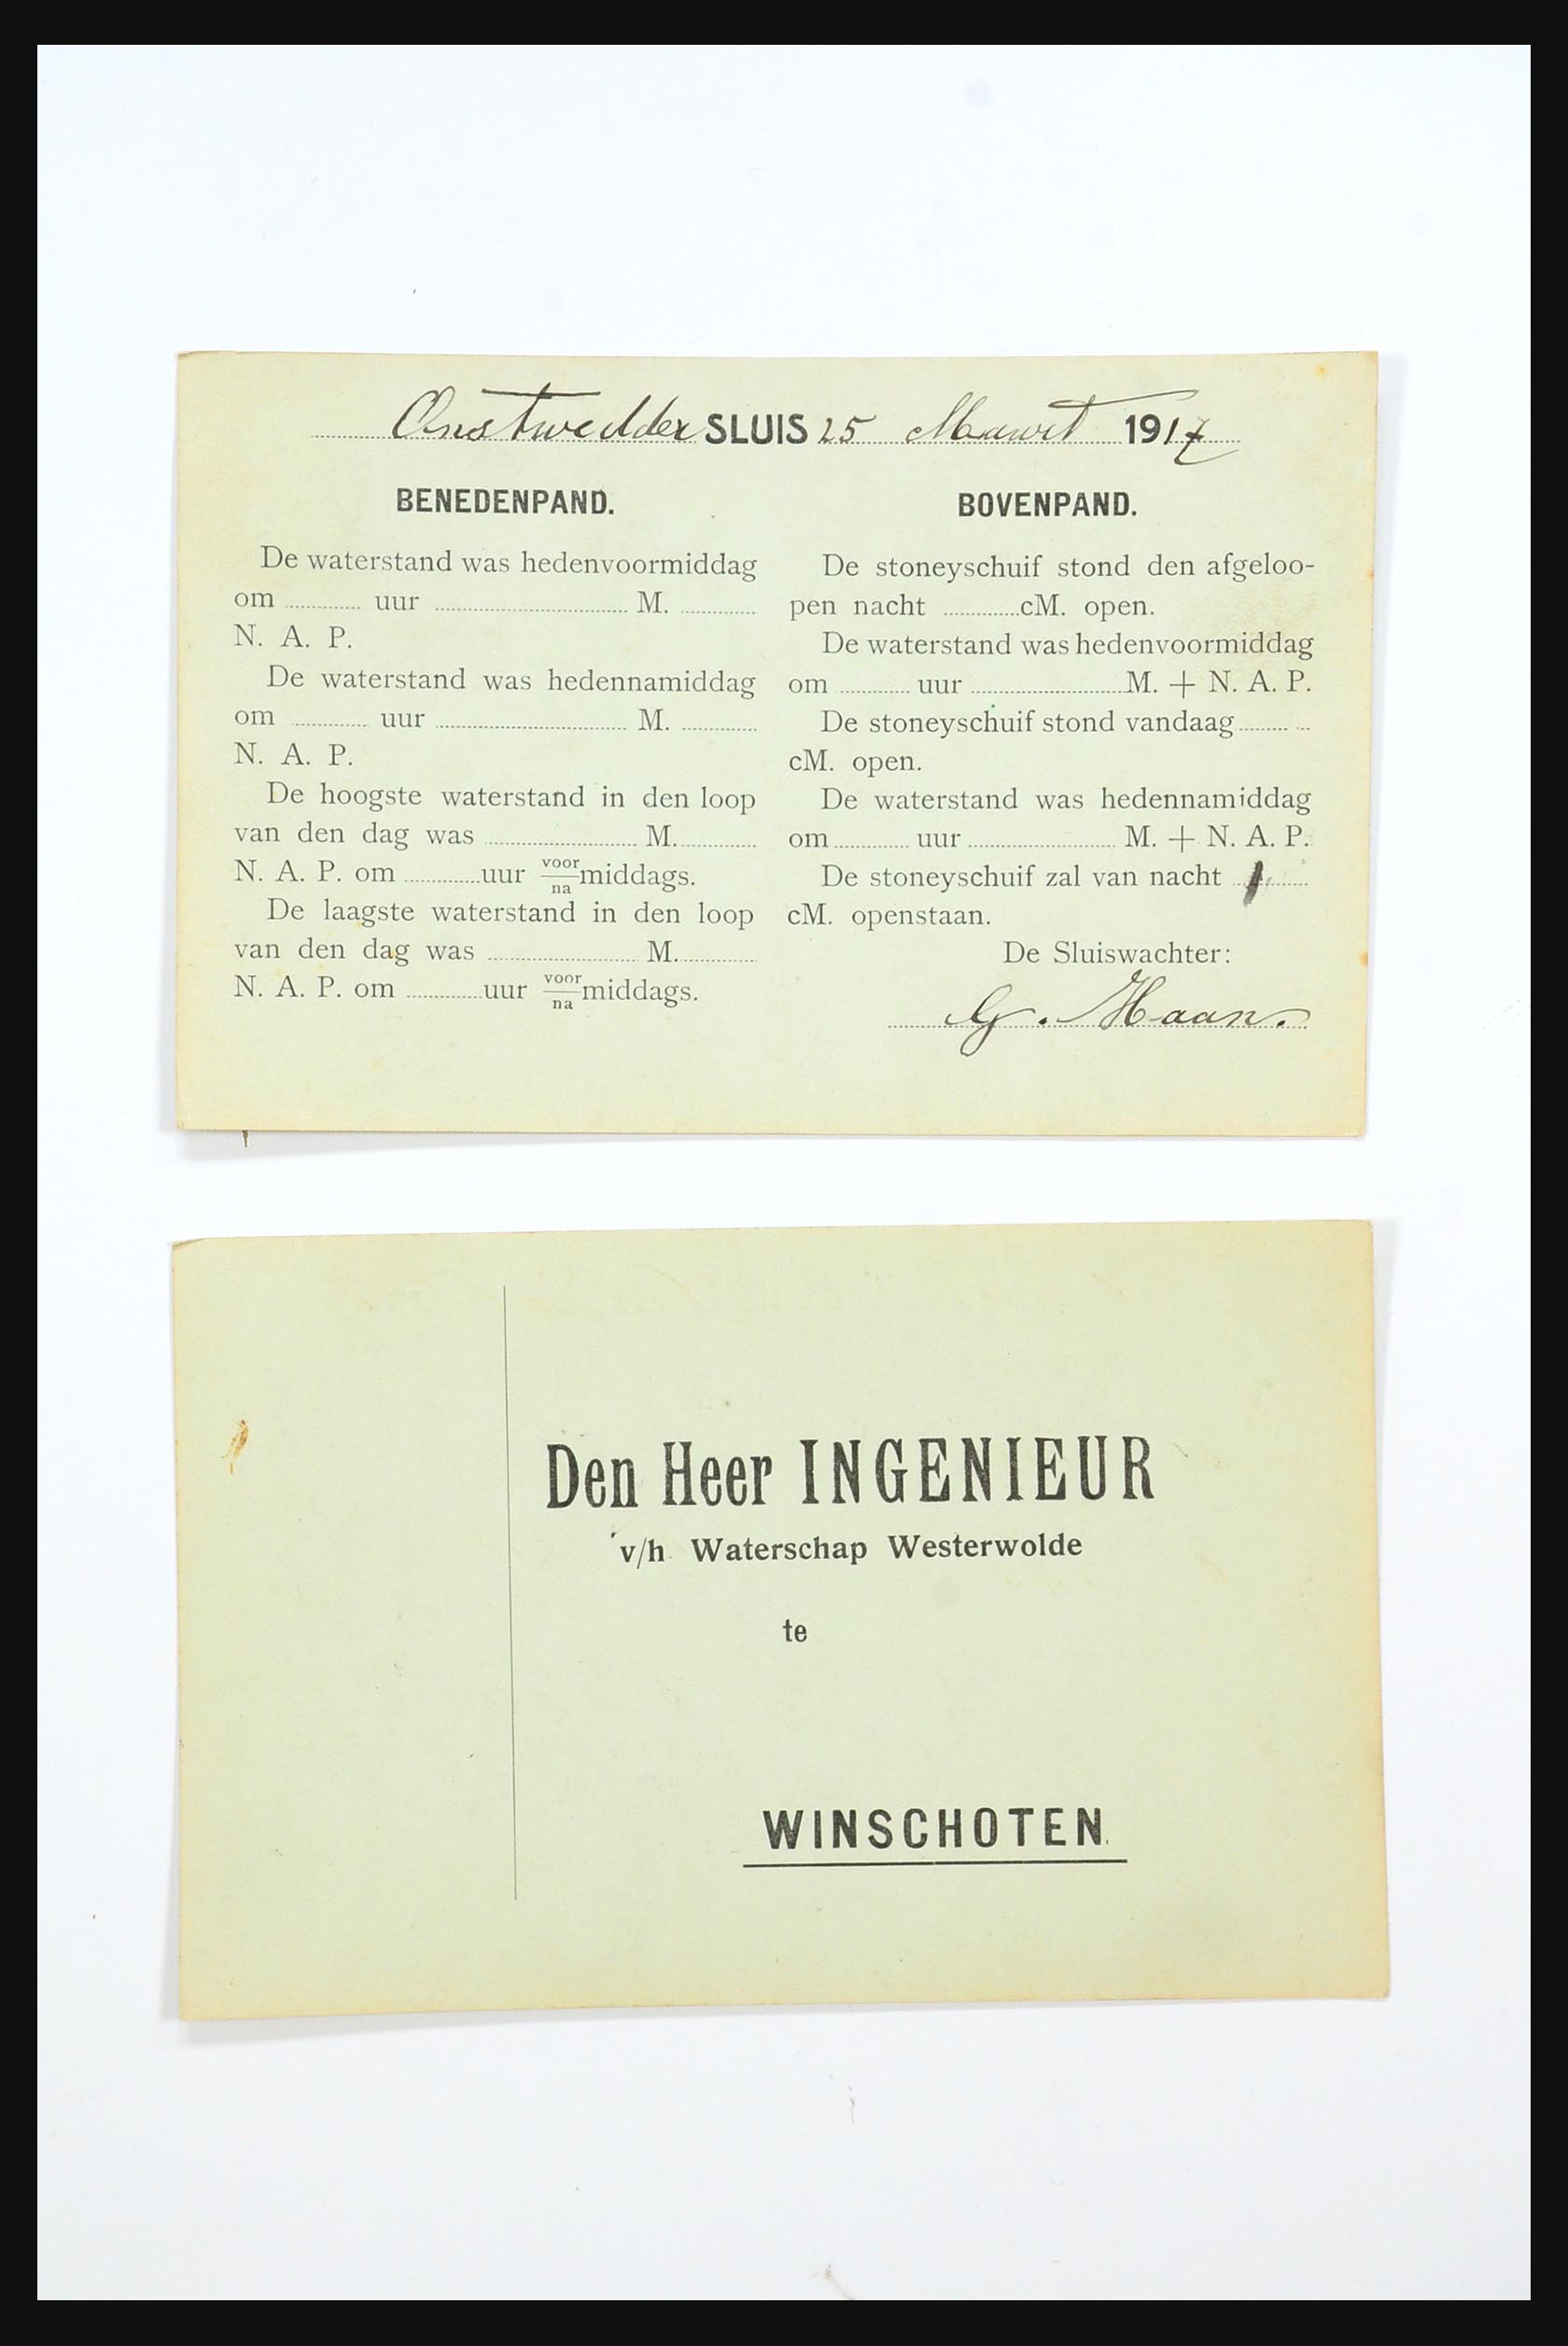 Onstwedder SLUIS 25 Maart 1917
BENEDENPAND.
De waterstand was hedenvoormiddag
om ............ uur ............ M. ............
N. A. P.
De waterstand was hedennamiddag
om ............ uur ............ M. ............
N. A. P.
De hoogste waterstand in den loop
van den dag was ............ M. ............
N. A. P. om ............ uur voor/na middags.
De laagste waterstand in den loop
van den dag was ............ M. ............
N. A. P. om ............ uur voor/na middags.
BOVENPAND.
De stoneyschuif stond den afgeloo-
pen nacht ............ cM. open.
De waterstand was hedenvoormiddag
om ............ uur ............ M. + N. A. P.
De stoneyschuif stond vandaag ............
cM. open.
De waterstand was hedennamiddag
om ............ uur ............ M. + N. A. P.
De stoneyschuif zal van nacht ............
cM. openstaan.
De Sluiswachter:
G. Haan.
Den Heer INGENIEUR
v/h Waterschap Westerwolde
te
WINSCHOTEN.